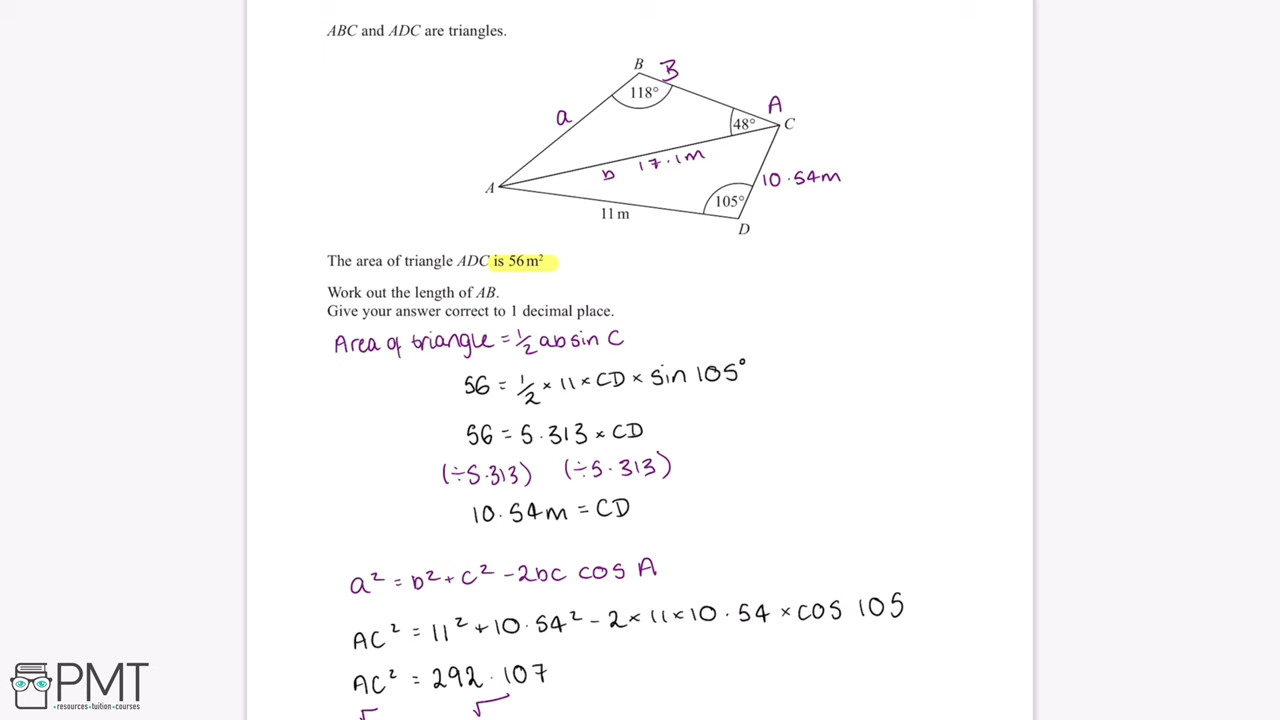 ABC and ADC are triangles.
B B
118°
A
a
48° C
b 17.1m
10.54m
A
105°
11 m
D
The area of triangle ADC is 56 m²
Work out the length of AB.
Give your answer correct to 1 decimal place.
Area of triangle = 1/2 ab sin C
56 = 1/2 × 11 × CD × sin 105°
56 = 5.313 × CD
(÷5.313) (÷5.313)
10.54m = CD
a² = b² + c² - 2bc cos A
AC² = 11² + 10.54² - 2 × 11 × 10.54 × cos 105
AC² = 292.107
√ √
PMT
•resources•tuition•courses